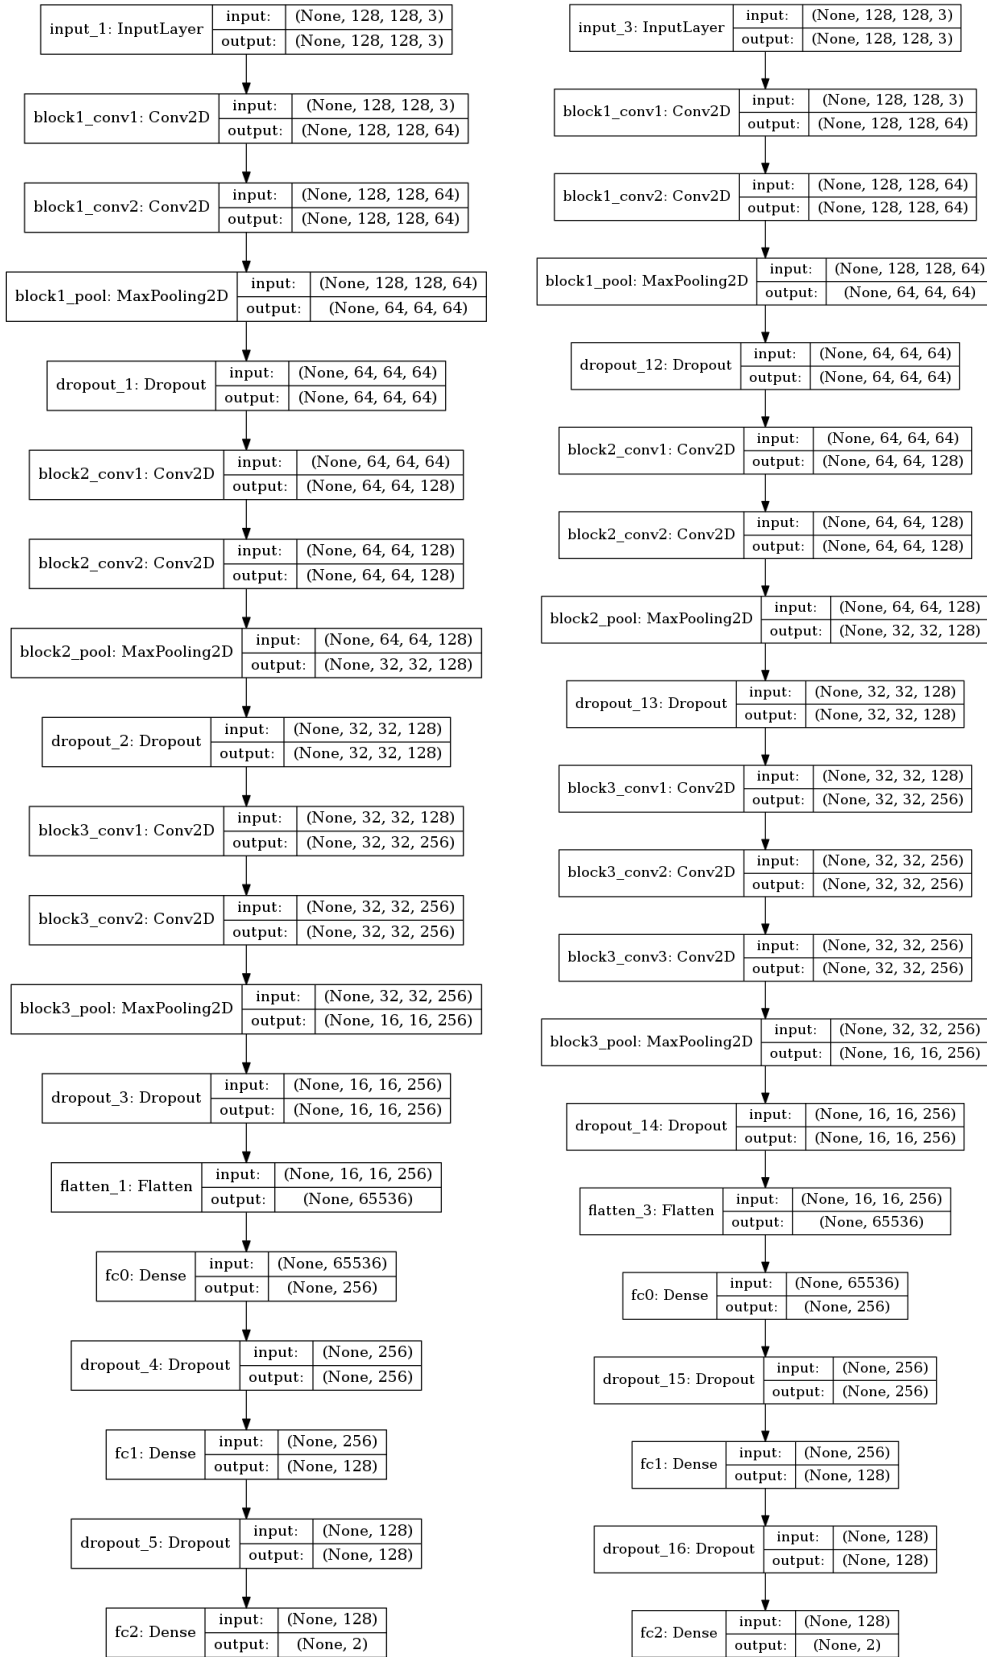 input_1: InputLayer
input: (None, 128, 128, 3)
output: (None, 128, 128, 3)
block1_conv1: Conv2D
input: (None, 128, 128, 3)
output: (None, 128, 128, 64)
block1_conv2: Conv2D
input: (None, 128, 128, 64)
output: (None, 128, 128, 64)
block1_pool: MaxPooling2D
input: (None, 128, 128, 64)
output: (None, 64, 64, 64)
dropout_1: Dropout
input: (None, 64, 64, 64)
output: (None, 64, 64, 64)
block2_conv1: Conv2D
input: (None, 64, 64, 64)
output: (None, 64, 64, 128)
block2_conv2: Conv2D
input: (None, 64, 64, 128)
output: (None, 64, 64, 128)
block2_pool: MaxPooling2D
input: (None, 64, 64, 128)
output: (None, 32, 32, 128)
dropout_2: Dropout
input: (None, 32, 32, 128)
output: (None, 32, 32, 128)
block3_conv1: Conv2D
input: (None, 32, 32, 128)
output: (None, 32, 32, 256)
block3_conv2: Conv2D
input: (None, 32, 32, 256)
output: (None, 32, 32, 256)
block3_pool: MaxPooling2D
input: (None, 32, 32, 256)
output: (None, 16, 16, 256)
dropout_3: Dropout
input: (None, 16, 16, 256)
output: (None, 16, 16, 256)
flatten_1: Flatten
input: (None, 16, 16, 256)
output: (None, 65536)
fc0: Dense
input: (None, 65536)
output: (None, 256)
dropout_4: Dropout
input: (None, 256)
output: (None, 256)
fc1: Dense
input: (None, 256)
output: (None, 128)
dropout_5: Dropout
input: (None, 128)
output: (None, 128)
fc2: Dense
input: (None, 128)
output: (None, 2)
input_3: InputLayer
input: (None, 128, 128, 3)
output: (None, 128, 128, 3)
block1_conv1: Conv2D
input: (None, 128, 128, 3)
output: (None, 128, 128, 64)
block1_conv2: Conv2D
input: (None, 128, 128, 64)
output: (None, 128, 128, 64)
block1_pool: MaxPooling2D
input: (None, 128, 128, 64)
output: (None, 64, 64, 64)
dropout_12: Dropout
input: (None, 64, 64, 64)
output: (None, 64, 64, 64)
block2_conv1: Conv2D
input: (None, 64, 64, 64)
output: (None, 64, 64, 128)
block2_conv2: Conv2D
input: (None, 64, 64, 128)
output: (None, 64, 64, 128)
block2_pool: MaxPooling2D
input: (None, 64, 64, 128)
output: (None, 32, 32, 128)
dropout_13: Dropout
input: (None, 32, 32, 128)
output: (None, 32, 32, 128)
block3_conv1: Conv2D
input: (None, 32, 32, 128)
output: (None, 32, 32, 256)
block3_conv2: Conv2D
input: (None, 32, 32, 256)
output: (None, 32, 32, 256)
block3_conv3: Conv2D
input: (None, 32, 32, 256)
output: (None, 32, 32, 256)
block3_pool: MaxPooling2D
input: (None, 32, 32, 256)
output: (None, 16, 16, 256)
dropout_14: Dropout
input: (None, 16, 16, 256)
output: (None, 16, 16, 256)
flatten_3: Flatten
input: (None, 16, 16, 256)
output: (None, 65536)
fc0: Dense
input: (None, 65536)
output: (None, 256)
dropout_15: Dropout
input: (None, 256)
output: (None, 256)
fc1: Dense
input: (None, 256)
output: (None, 128)
dropout_16: Dropout
input: (None, 128)
output: (None, 128)
fc2: Dense
input: (None, 128)
output: (None, 2)